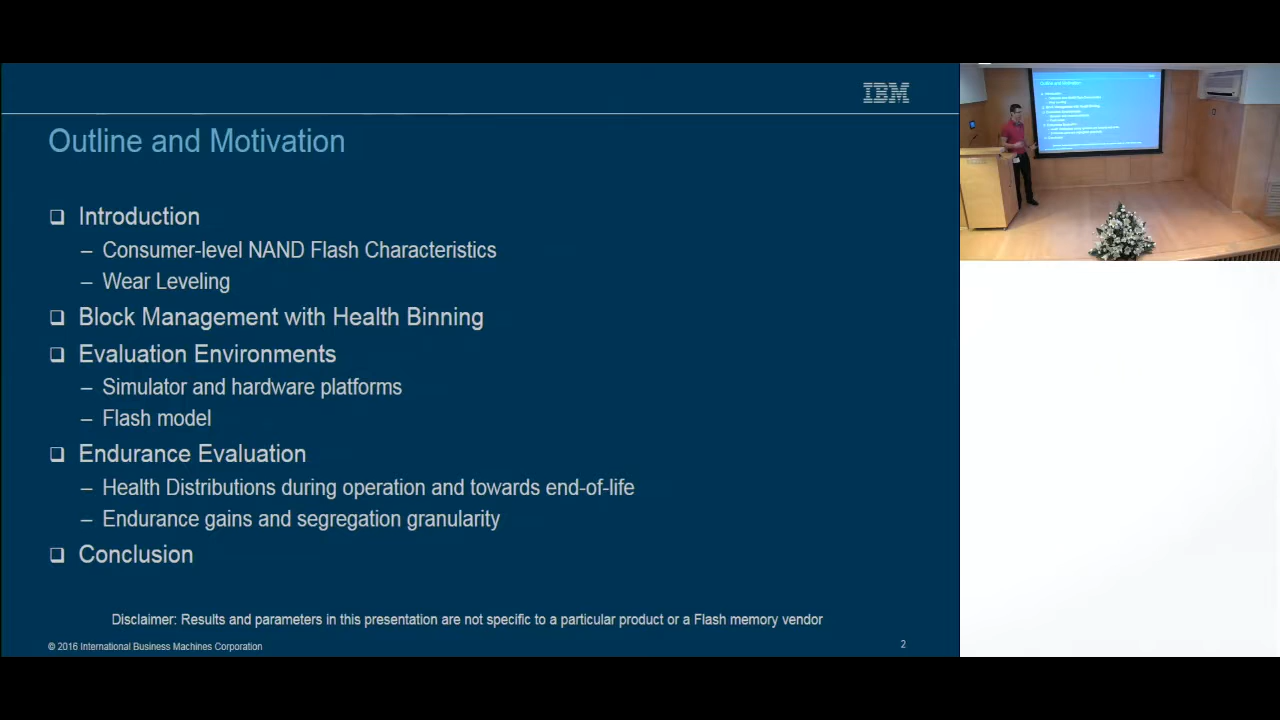 IBM
Outline and Motivation
❑ Introduction
– Consumer-level NAND Flash Characteristics
– Wear Leveling
❑ Block Management with Health Binning
❑ Evaluation Environments
– Simulator and hardware platforms
– Flash model
❑ Endurance Evaluation
– Health Distributions during operation and towards end-of-life
– Endurance gains and segregation granularity
❑ Conclusion
Disclaimer: Results and parameters in this presentation are not specific to a particular product or a Flash memory vendor
© 2016 International Business Machines Corporation
2